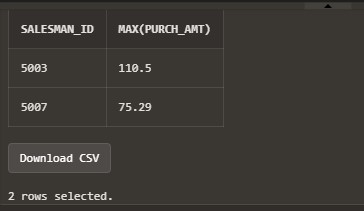 SALESMAN_ID MAX(PURCH_AMT)
5003 110.5
5007 75.29
Download CSV
2 rows selected.